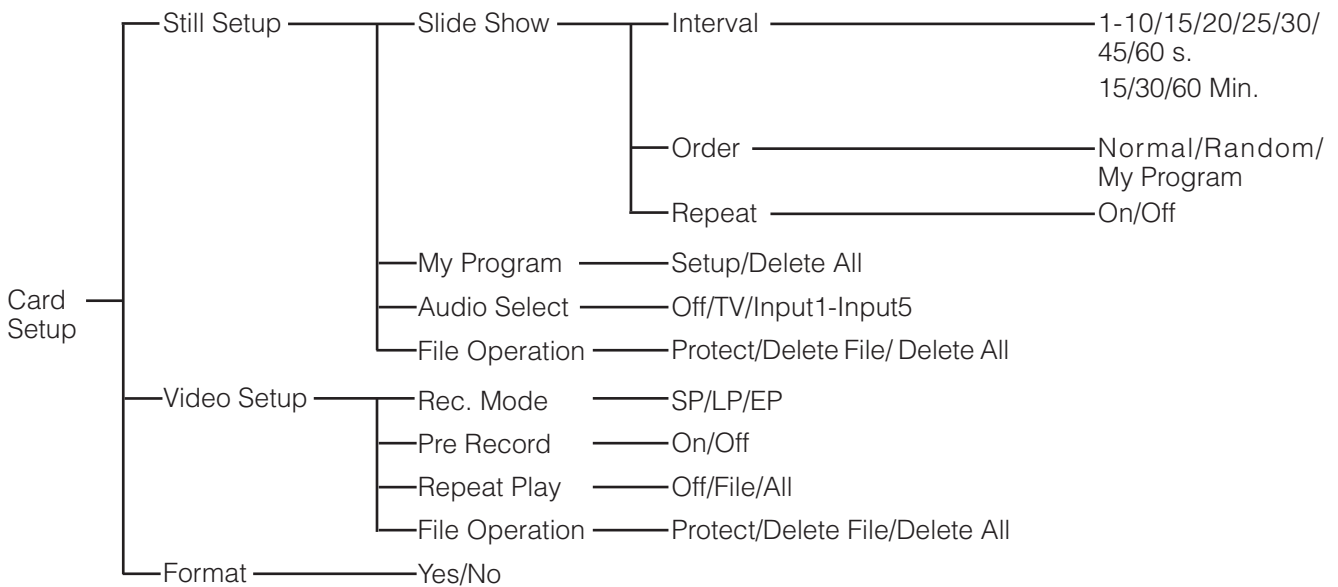 Still Setup Slide Show Interval 1-10/15/20/25/30/
45/60 s.
15/30/60 Min.
Order Normal/Random/
My Program
Repeat On/Off
My Program Setup/Delete All
Card
Setup
Audio Select Off/TV/Input1-Input5
File Operation Protect/Delete File/ Delete All
Video Setup Rec. Mode SP/LP/EP
Pre Record On/Off
Repeat Play Off/File/All
File Operation Protect/Delete File/Delete All
Format Yes/No